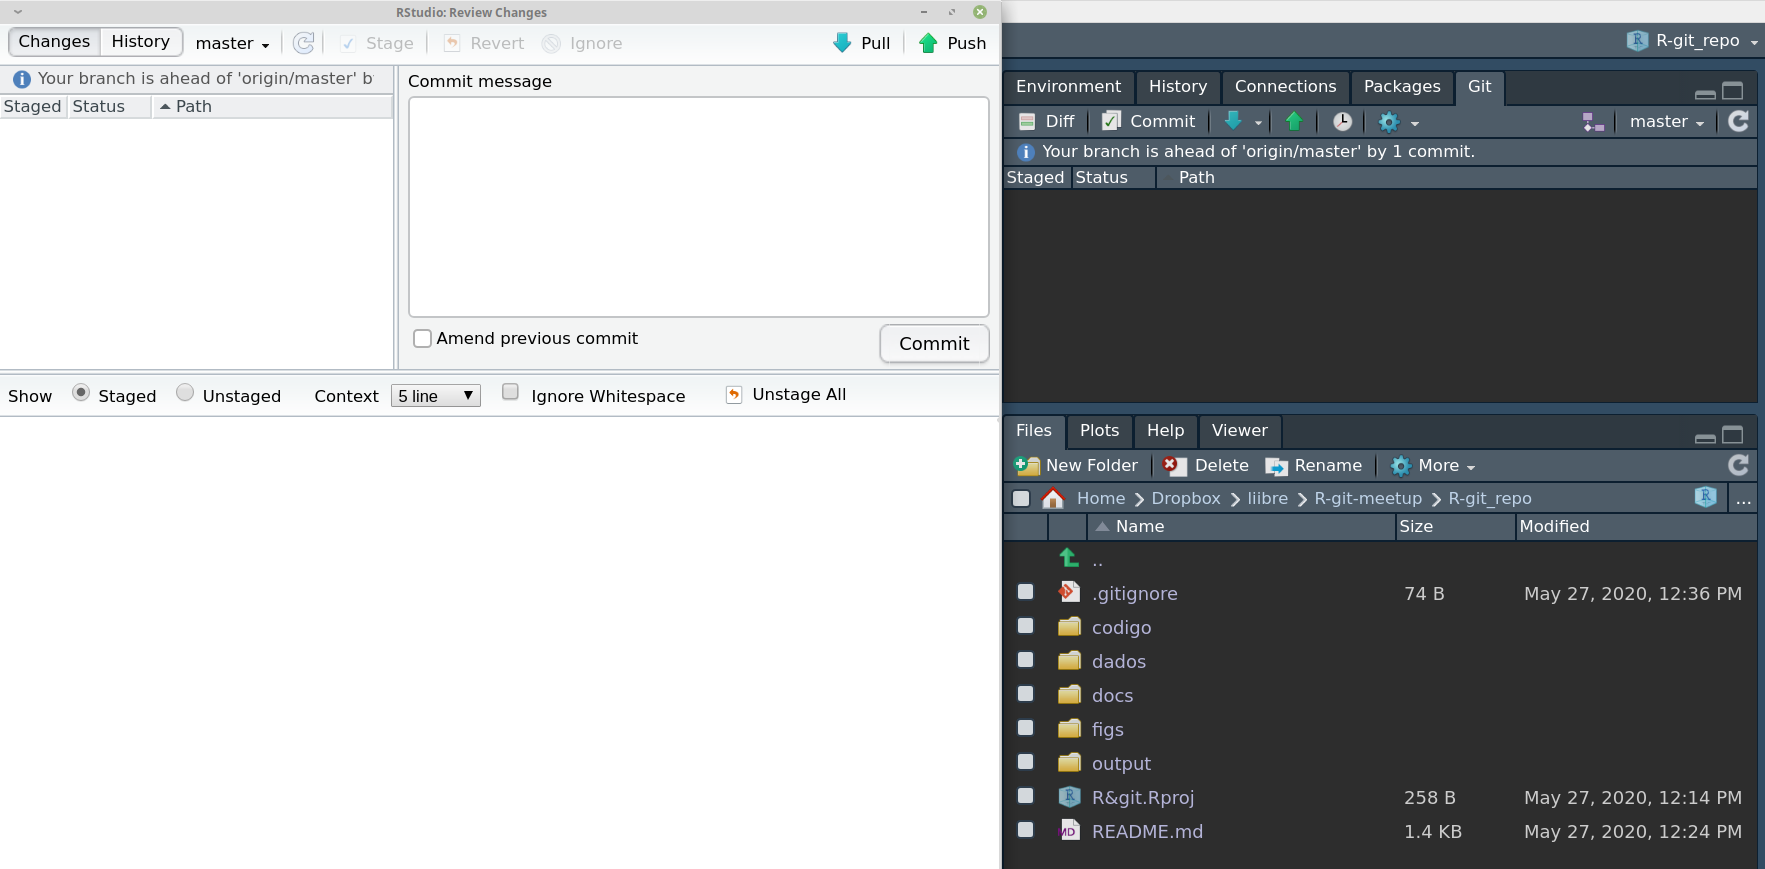 RStudio: Review Changes
Changes History master Stage Revert Ignore Pull Push
Your branch is ahead of 'origin/master' b
Staged Status Path
Commit message
Amend previous commit
Commit
Show Staged Unstaged Context 5 line Ignore Whitespace Unstage All
R-git_repo
Environment History Connections Packages Git
Diff Commit master
Your branch is ahead of 'origin/master' by 1 commit.
Staged Status Path
Files Plots Help Viewer
New Folder Delete Rename More
Home Dropbox liibre R-git-meetup R-git_repo R ...
Name Size Modified
..
.gitignore 74 B May 27, 2020, 12:36 PM
codigo
dados
docs
figs
output
R&git.Rproj 258 B May 27, 2020, 12:14 PM
README.md 1.4 KB May 27, 2020, 12:24 PM